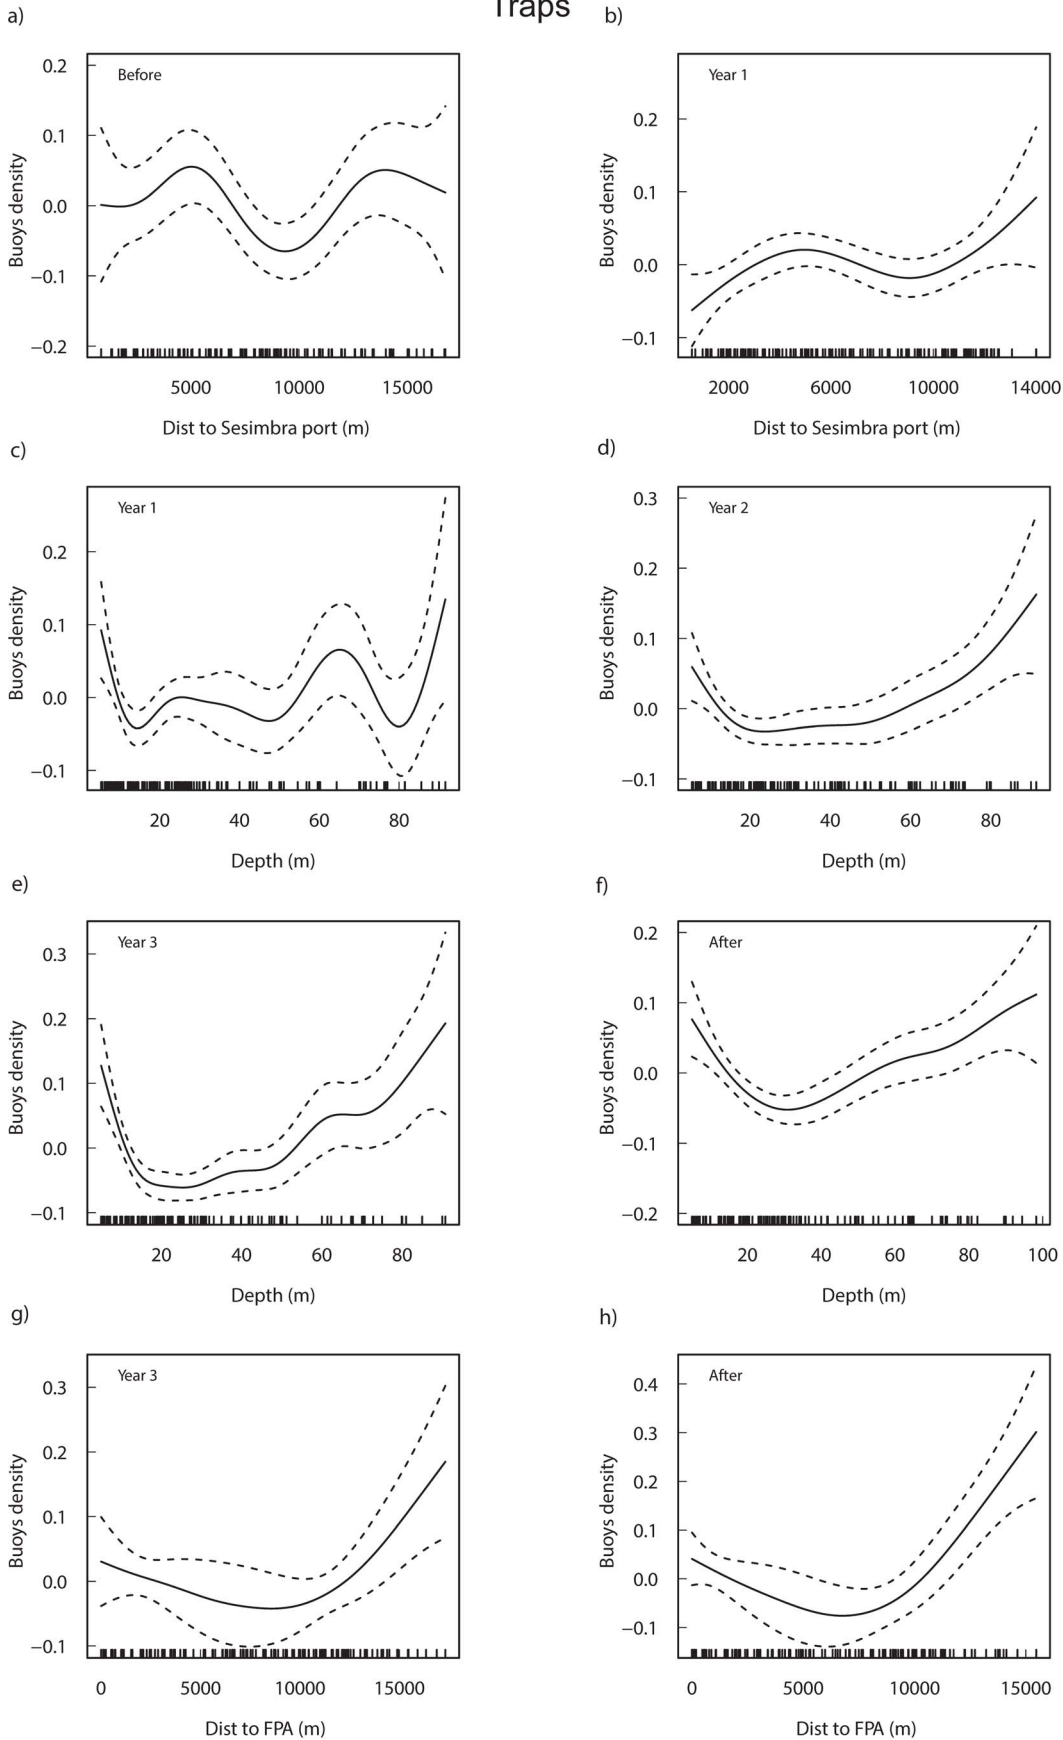 Traps
a)
b)
0.2
0.1
0.0
−0.1
−0.2
Buoys density
Before
5000 10000 15000
Dist to Sesimbra port (m)
0.2
0.1
0.0
−0.1
Buoys density
Year 1
2000 6000 10000 14000
Dist to Sesimbra port (m)
c)
d)
0.2
0.1
0.0
−0.1
Buoys density
Year 1
20 40 60 80
Depth (m)
0.3
0.2
0.1
0.0
−0.1
Buoys density
Year 2
20 40 60 80
Depth (m)
e)
f)
0.3
0.2
0.1
0.0
−0.1
Buoys density
Year 3
20 40 60 80
Depth (m)
0.2
0.1
0.0
−0.1
−0.2
Buoys density
After
20 40 60 80 100
Depth (m)
g)
h)
0.3
0.2
0.1
0.0
−0.1
Buoys density
Year 3
0 5000 10000 15000
Dist to FPA (m)
0.4
0.3
0.2
0.1
0.0
−0.1
Buoys density
After
0 5000 10000 15000
Dist to FPA (m)